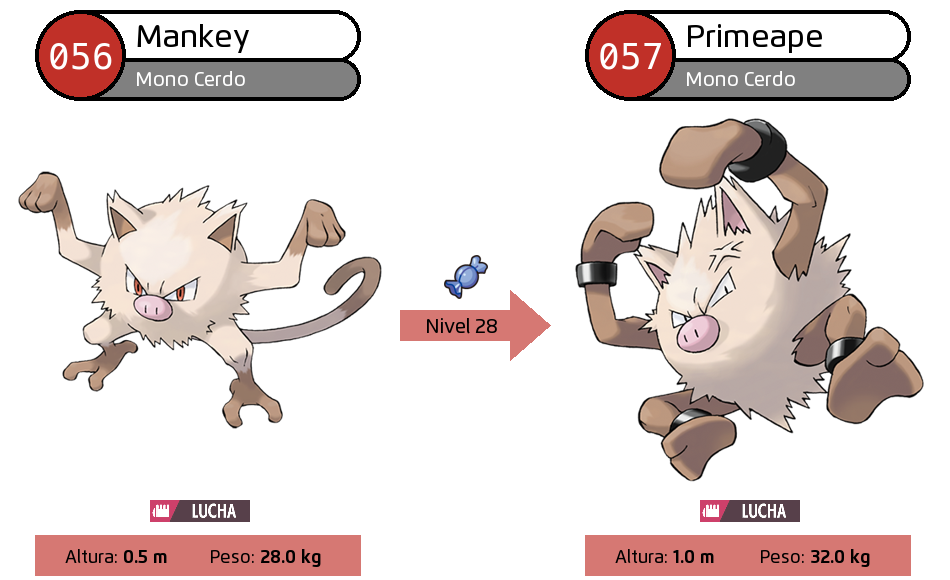 056
Mankey
Mono Cerdo
057
Primeape
Mono Cerdo
Nivel 28
LUCHA
LUCHA
Altura: 0.5 m Peso: 28.0 kg
Altura: 1.0 m Peso: 32.0 kg